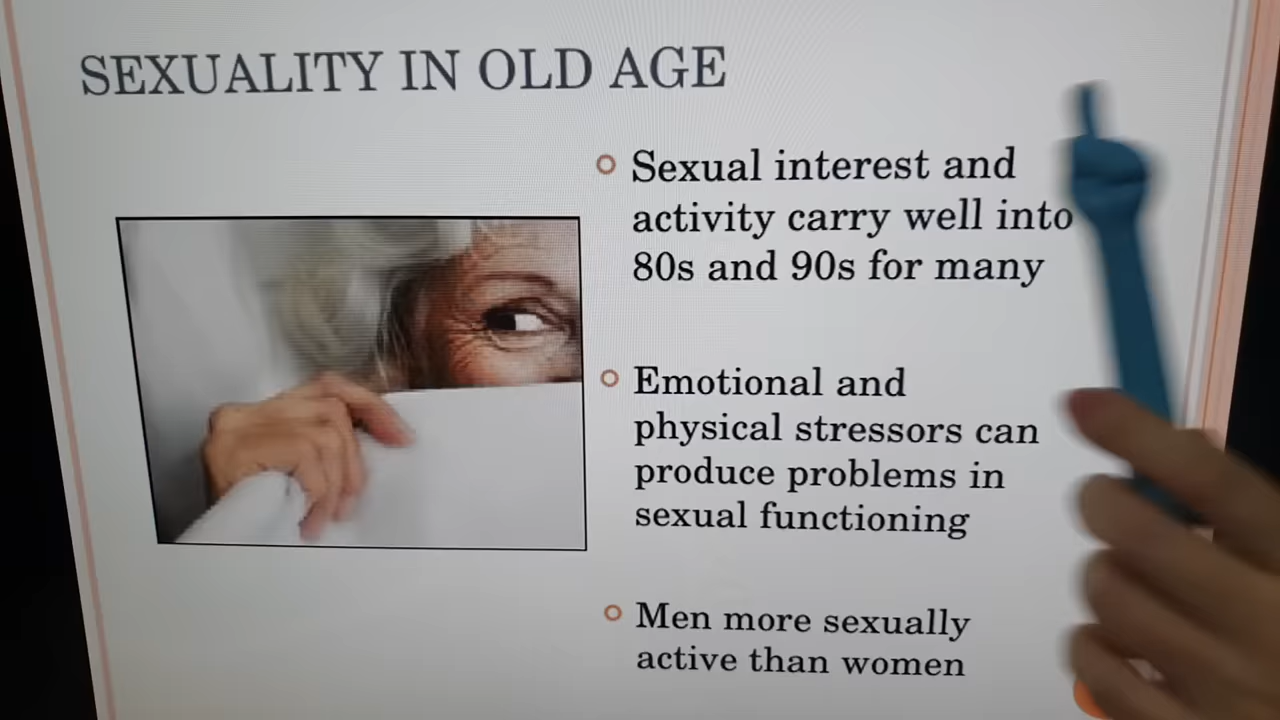 SEXUALITY IN OLD AGE
Sexual interest and
activity carry well into
80s and 90s for many
Emotional and
physical stressors can
produce problems in
sexual functioning
Men more sexually
active than women